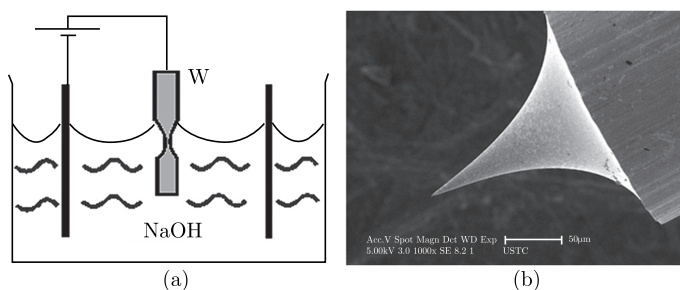 W
NaOH
(a)
Acc.V Spot Magn Dct WD Exp 50μm
5.00kV 3.0 1000x SE 8.2 1 USTC
(b)